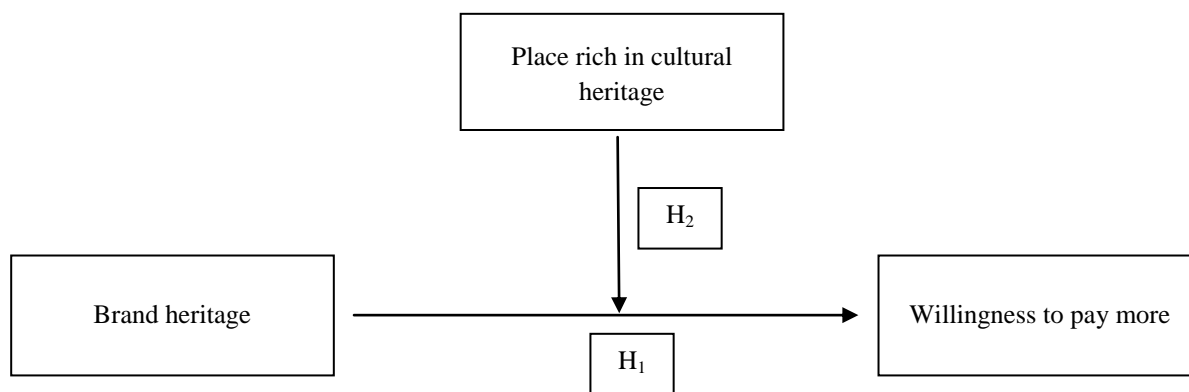 Place rich in cultural
heritage
H₂
Brand heritage
Willingness to pay more
H₁